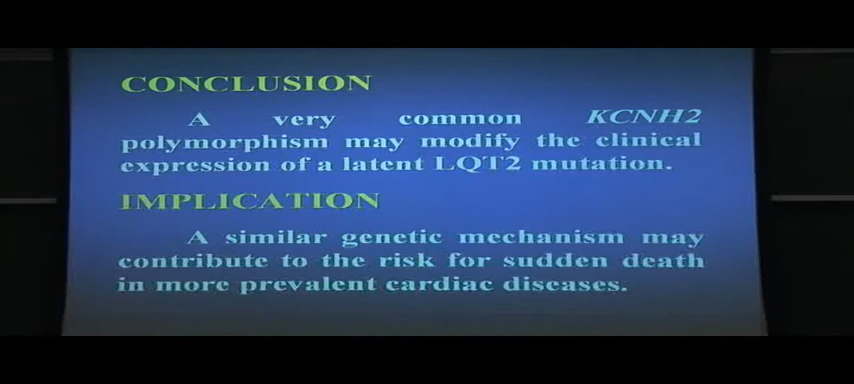 CONCLUSION
A very common KCNH2
polymorphism may modify the clinical
expression of a latent LQT2 mutation.
IMPLICATION
A similar genetic mechanism may
contribute to the risk for sudden death
in more prevalent cardiac diseases.